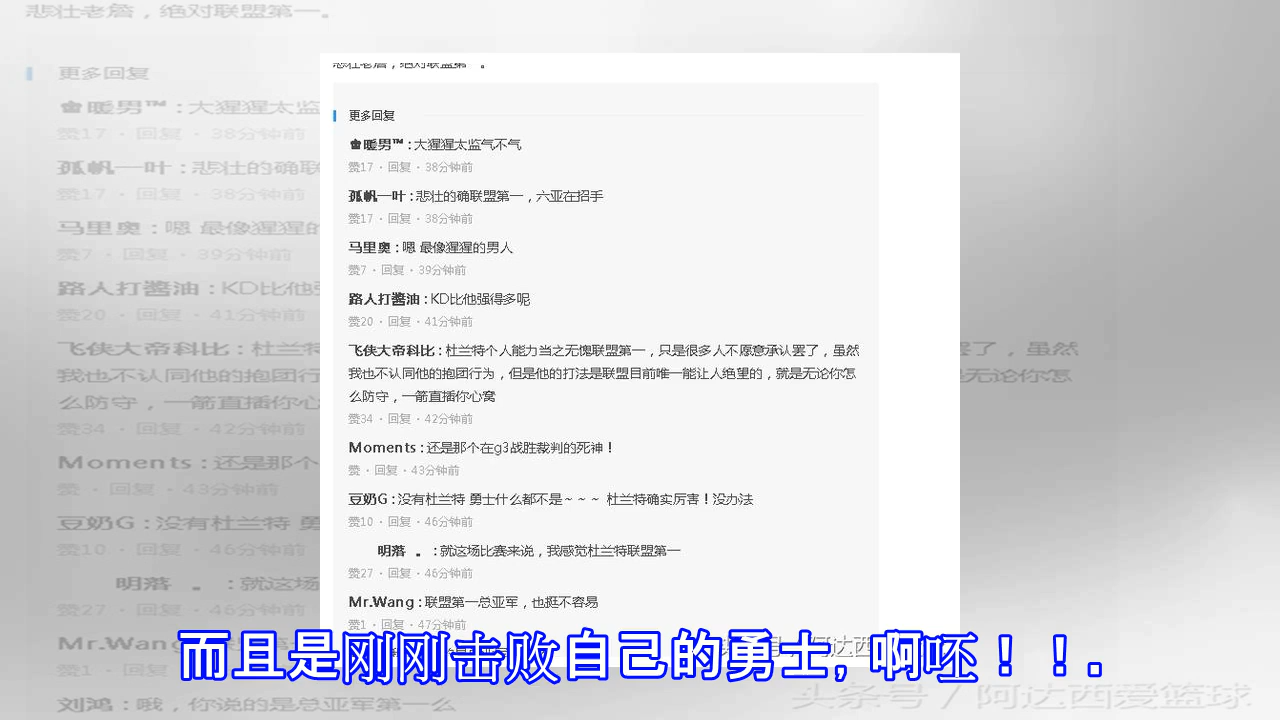 悲壮老詹，绝对联盟第一。
更多回复
暖男™ : 大猩猩太监气不气
赞17 · 回复 · 38分钟前
孤帆一叶 : 悲壮的确联盟第一，六亚在招手
赞17 · 回复 · 38分钟前
马里奥 : 嗯 最像猩猩的男人
赞7 · 回复 · 39分钟前
路人打酱油 : KD比他强得多呢
赞20 · 回复 · 41分钟前
飞侠大帝科比 : 杜兰特个人能力当之无愧联盟第一，只是很多人不愿意承认罢了，虽然
我也不认同他的抱团行为，但是他的打法是联盟目前唯一能让人绝望的，就是无论你怎
么防守，一箭直插你心窝
赞34 · 回复 · 42分钟前
Moments : 还是那个在g3战胜裁判的死神！
赞 · 回复 · 43分钟前
豆奶G : 没有杜兰特 勇士什么都不是～～～ 杜兰特确实厉害！没办法
赞10 · 回复 · 46分钟前
明落 。 : 就这场比赛来说，我感觉杜兰特联盟第一
赞27 · 回复 · 46分钟前
Mr.Wang : 联盟第一总亚军，也挺不容易
赞1 · 回复 · 47分钟前
而且是刚刚击败自己的勇士, 啊呸！！.
刘鸿 : 哦 你说的是总亚军第一么
头条号 / 阿达西爱篮球